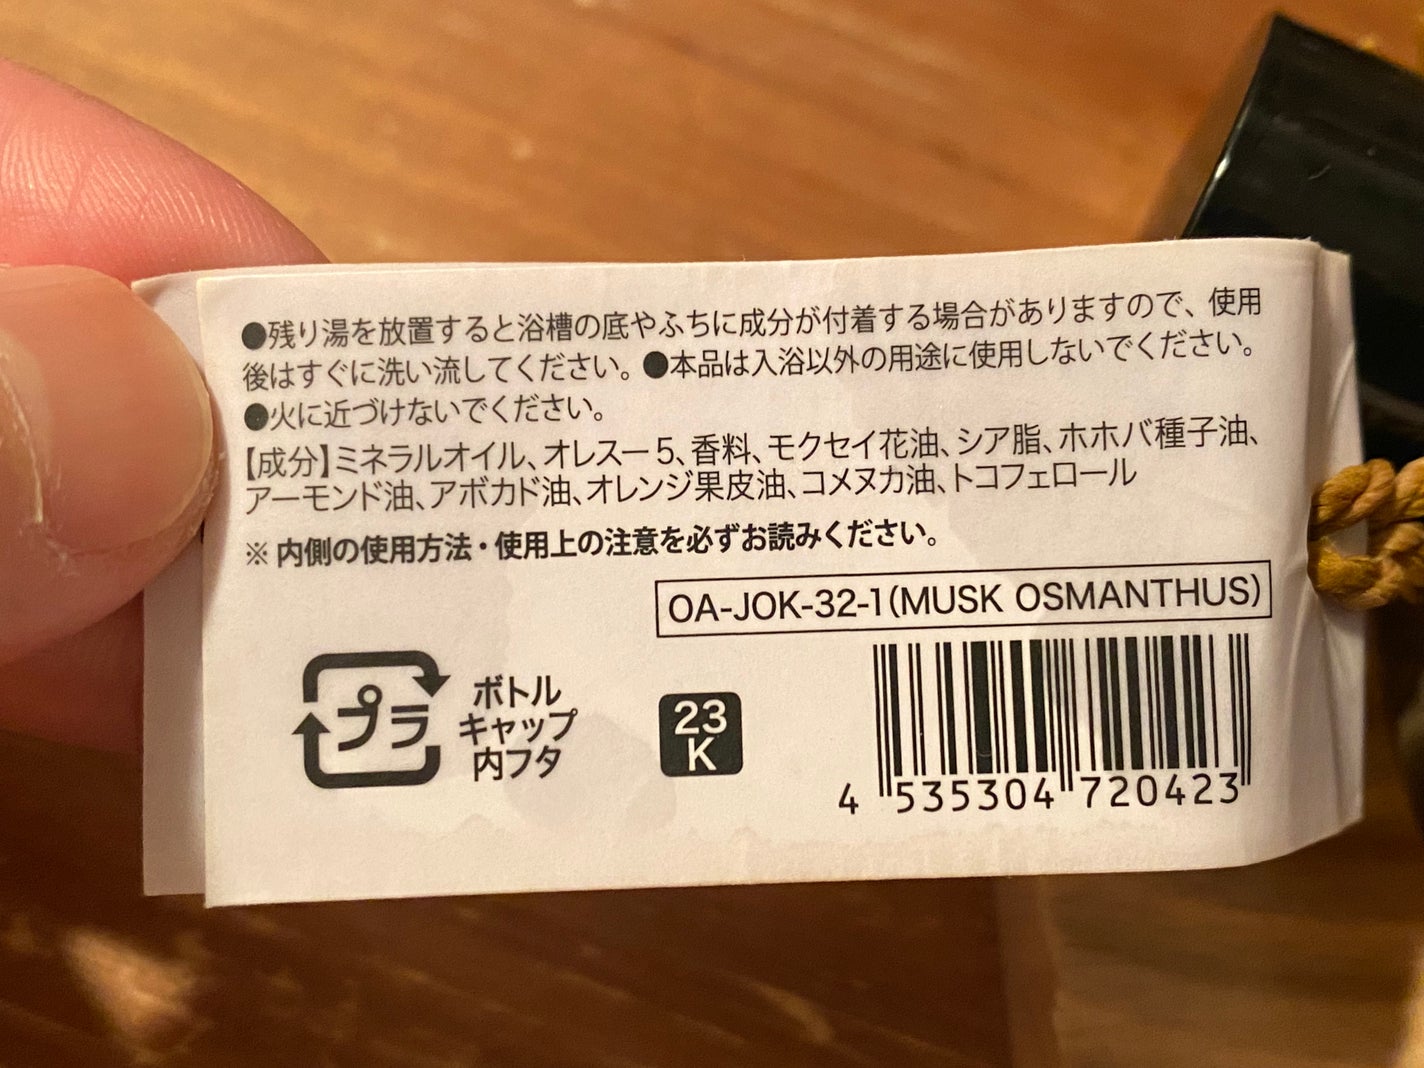 ●残り湯を放置すると浴槽の底やふちに成分が付着する場合がありますので、使用
後はすぐに洗い流してください。●本品は入浴以外の用途に使用しないでください。
●火に近づけないでください。
【成分】ミネラルオイル、オレスー5、香料、モクセイ花油、シア脂、ホホバ種子油、
アーモンド油、アボカド油、オレンジ果皮油、コメヌカ油、トコフェロール
※内側の使用方法・使用上の注意を必ずお読みください。
OA-JOK-32-1(MUSK OSMANTHUS)
プラ
ボトル
キャップ
内フタ
23
K
4 535304 720423